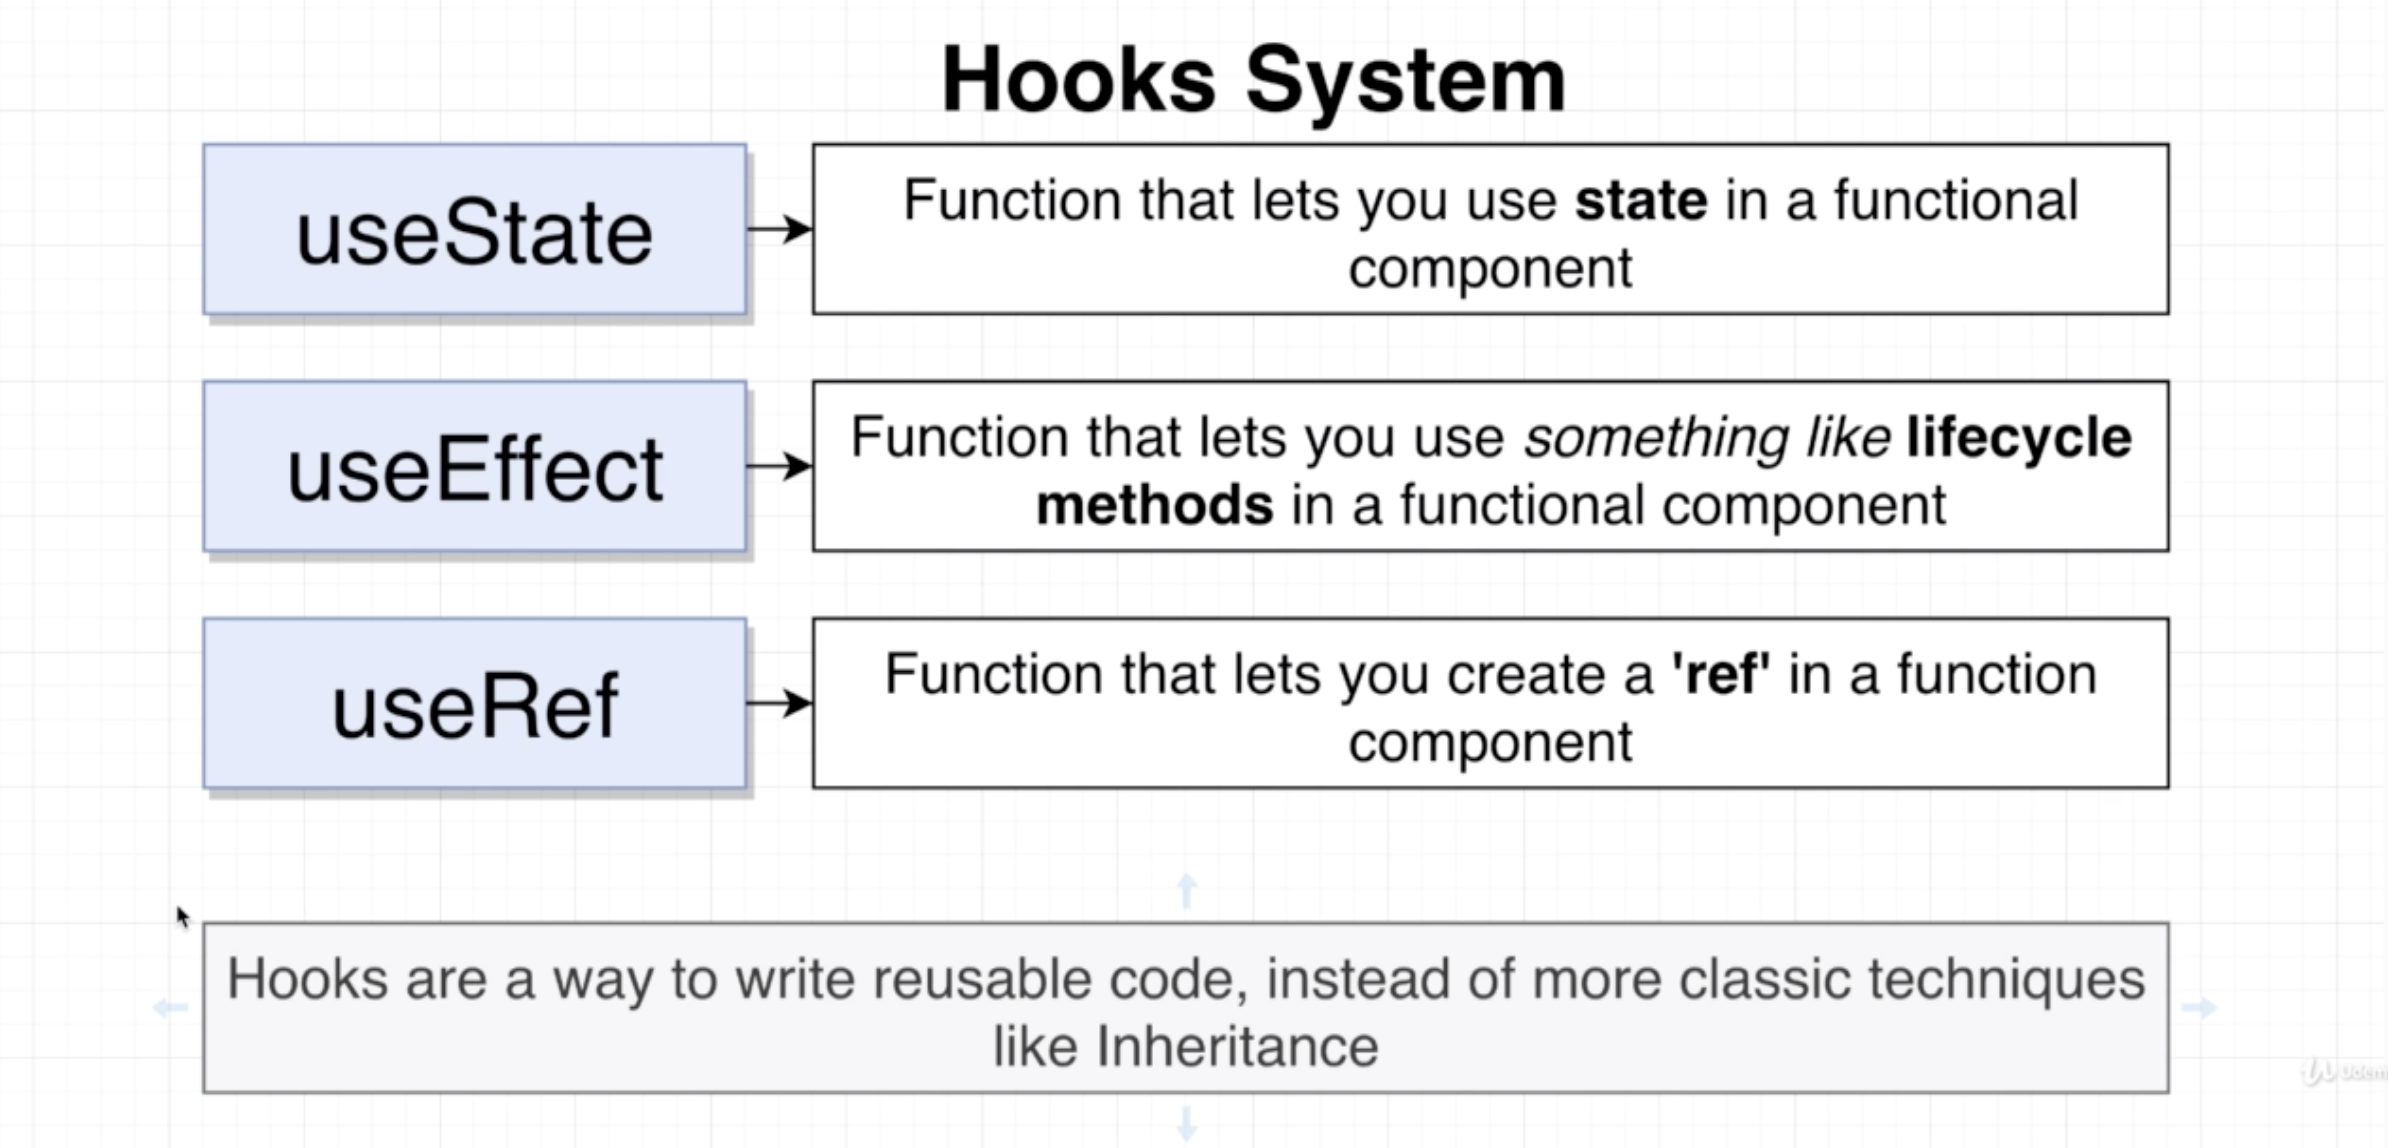 Hooks System
useState
Function that lets you use state in a functional
component
useEffect
Function that lets you use something like lifecycle
methods in a functional component
useRef
Function that lets you create a 'ref' in a function
component
Hooks are a way to write reusable code, instead of more classic techniques
like Inheritance
Udem